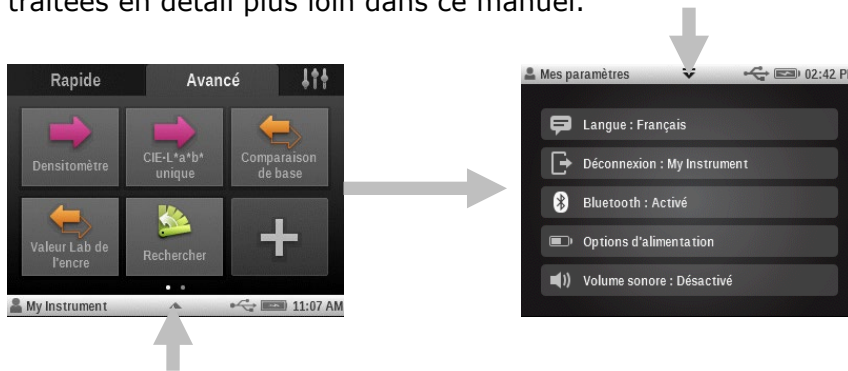 traitées en détail plus loin dans ce manuel.
Rapide
Avancé
Densitomètre
CIE-L*a*b*
unique
Comparaison
de base
Valeur Lab de
l'encre
Rechercher
My Instrument
11:07 AM
Mes paramètres
02:42 P
Langue : Français
Déconnexion : My Instrument
Bluetooth : Activé
Options d'alimentation
Volume sonore : Désactivé